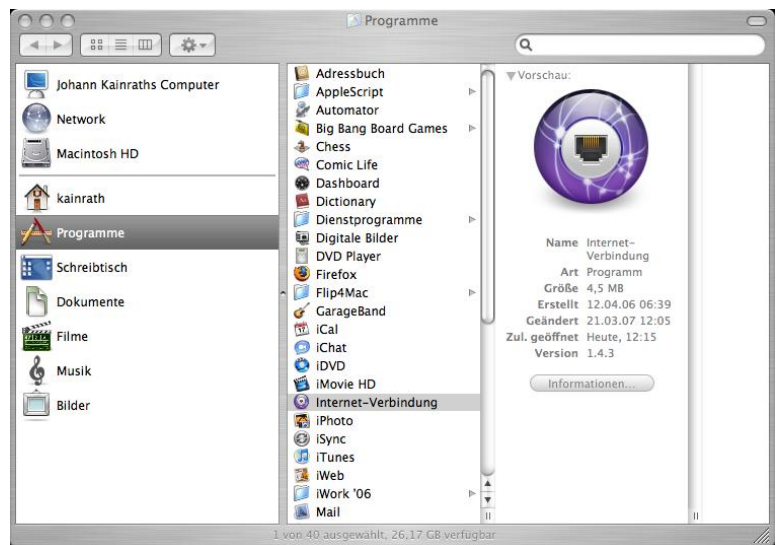 Programme
Johann Kainraths Computer
Network
Macintosh HD
kainrath
Programme
Schreibtisch
Dokumente
Filme
Musik
Bilder
Adressbuch
AppleScript
Automator
Big Bang Board Games
Chess
Comic Life
Dashboard
Dictionary
Dienstprogramme
Digitale Bilder
DVD Player
Firefox
Flip4Mac
GarageBand
iCal
iChat
iDVD
iMovie HD
Internet-Verbindung
iPhoto
iSync
iTunes
iWeb
iWork '06
Mail
Vorschau:
Name Internet-
Verbindung
Art Programm
Größe 4,5 MB
Erstellt 12.04.06 06:39
Geändert 21.03.07 12:05
Zul. geöffnet Heute, 12:15
Version 1.4.3
Informationen...
1 von 40 ausgewählt, 26,17 GB verfügbar